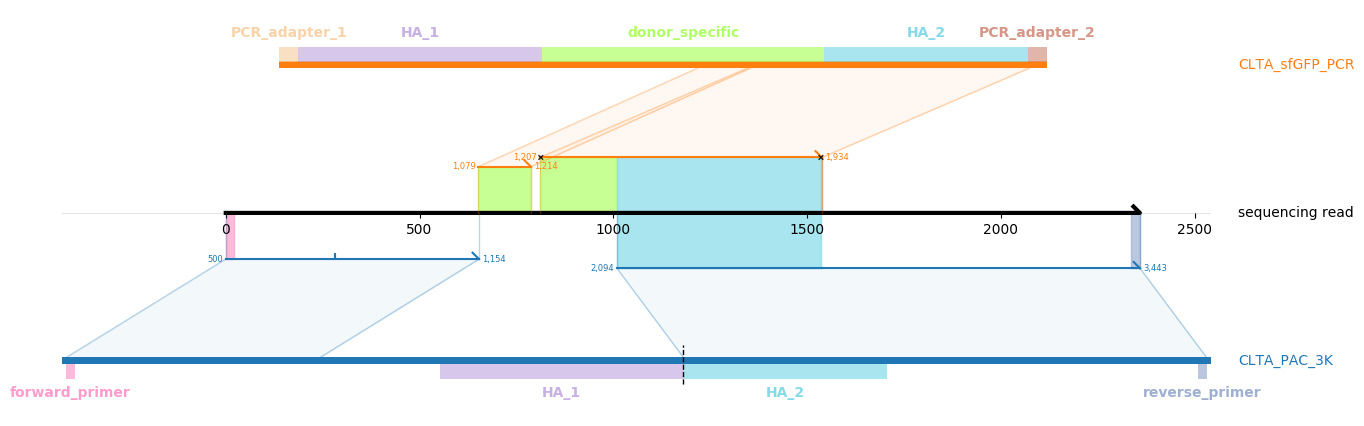 PCR_adapter_1 HA_1 donor_specific HA_2 PCR_adapter_2
CLTA_sfGFP_PCR
1,207 1,934
1,079 1,214
sequencing read
0 500 1000 1500 2000 2500
500 1,154
2,094 3,443
CLTA_PAC_3K
forward_primer HA_1 HA_2 reverse_primer